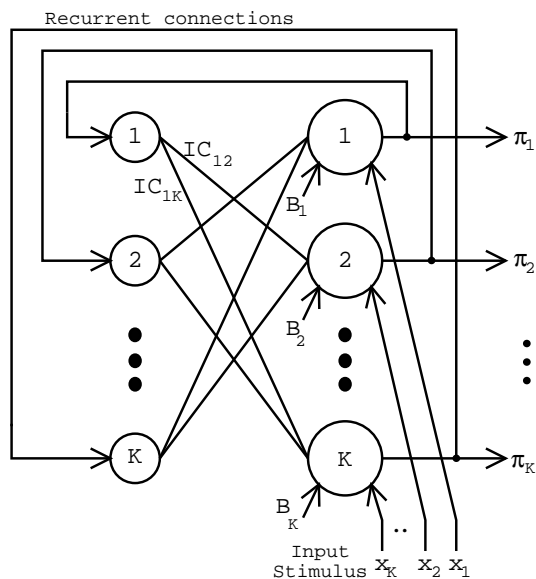 Recurrent connections
1
1
π1
IC12
IC1K
B1
2
2
π2
B2
K
K
πK
BK
..
Input
Stimulus
xK
x2
x1